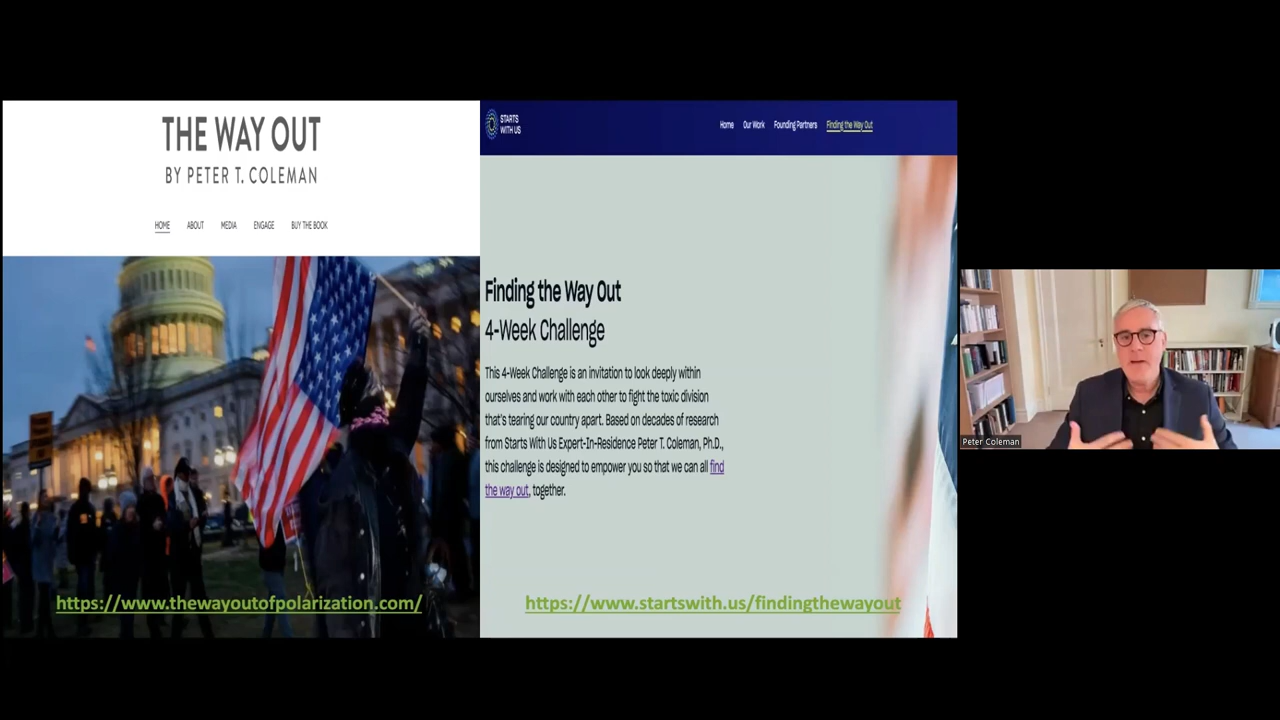 THE WAY OUT
BY PETER T. COLEMAN
HOME ABOUT MEDIA ENGAGE BUY THE BOOK
https://www.thewayoutofpolarization.com/
STARTS
WITH US
Home Our Work Founding Partners Finding the Way Out
Finding the Way Out
4-Week Challenge
This 4-Week Challenge is an invitation to look deeply within
ourselves and work with each other to fight the toxic division
that's tearing our country apart. Based on decades of research
from Starts With Us Expert-In-Residence Peter T. Coleman, Ph.D.,
this challenge is designed to empower you so that we can all find
the way out, together.
https://www.startswith.us/findingthewayout
Peter Coleman